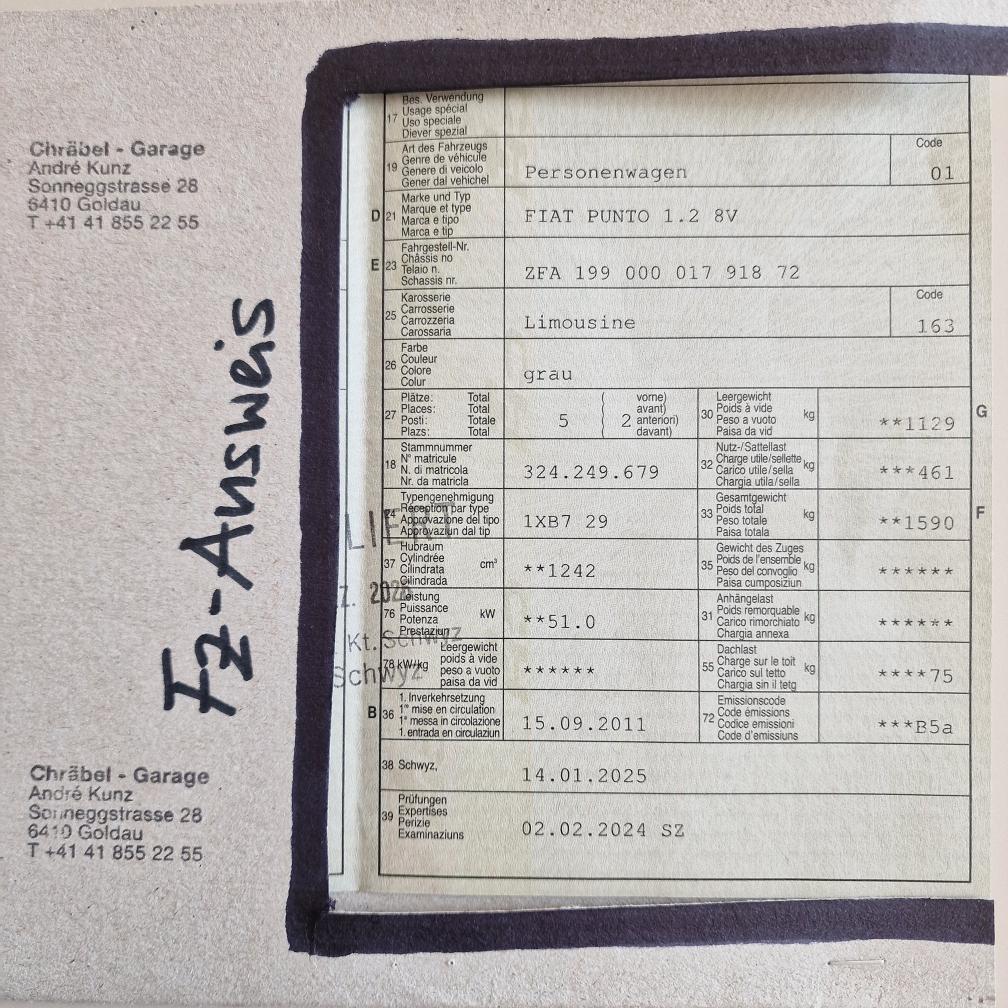 Chräbel - Garage
André Kunz
Sonneggstrasse 28
6410 Goldau
T +41 41 855 22 55
Fz-Ausweis
Chräbel - Garage
André Kunz
Sonneggstrasse 28
6410 Goldau
T +41 41 855 22 55
17 Bes. Verwendung
Usage spécial
Uso speciale
Diever spezial
19 Art des Fahrzeugs
Genre de véhicule
Genere di veicolo
Gener dal vehichel
Personenwagen
Code
01
D 21 Marke und Typ
Marque et type
Marca e tipo
Marca e tip
FIAT PUNTO 1.2 8V
E 23 Fahrgestell-Nr.
Châssis no
Telaio n.
Schassis nr.
ZFA 199 000 017 918 72
25 Karosserie
Carrosserie
Carrozzeria
Carossaria
Limousine
Code
163
26 Farbe
Couleur
Colore
Colur
grau
27 Plätze: Total
Places: Total
Posti: Totale
Plazs: Total
5 ( 2 vorne)
avant)
anteriori)
davant)
30 Leergewicht
Poids à vide
Peso a vuoto
Paisa da vid
kg
**1129
G
18 Stammnummer
N° matricule
N. di matricola
Nr. da matricla
324.249.679
32 Nutz-/Sattellast
Charge utile/sellette
Carico utile/sella
Chargia utila/sella
kg
***461
24 Typengenehmigung
Réception par type
Approvazione del tipo
Approvaziun dal tip
1XB7 29
33 Gesamtgewicht
Poids total
Peso totale
Paisa totala
kg
**1590
F
37 Hubraum
Cylindrée
Cilindrata
Cilindrada
cm³
**1242
35 Gewicht des Zuges
Poids de l'ensemble
Peso del convoglio
Paisa cumposiziun
kg
******
76 Leistung
Puissance
Potenza
Prestaziun
kW
**51.0
31 Anhängelast
Poids remorquable
Carico rimorchiato
Chargia annexa
kg
******
78 kW/kg
Leergewicht
poids à vide
peso a vuoto
paisa da vid
******
55 Dachlast
Charge sur le toit
Carico sul tetto
Chargia sin il tetg
kg
****75
B 36 1. Inverkehrsetzung
1re mise en circulation
1a messa in circolazione
1. entrada en circulaziun
15.09.2011
72 Emissionscode
Code émissions
Codice emissioni
Code d'emissiuns
***B5a
38 Schwyz,
14.01.2025
39 Prüfungen
Expertises
Perizie
Examinaziuns
02.02.2024 SZ
LIERT
Kt. Schwyz
Schwyz